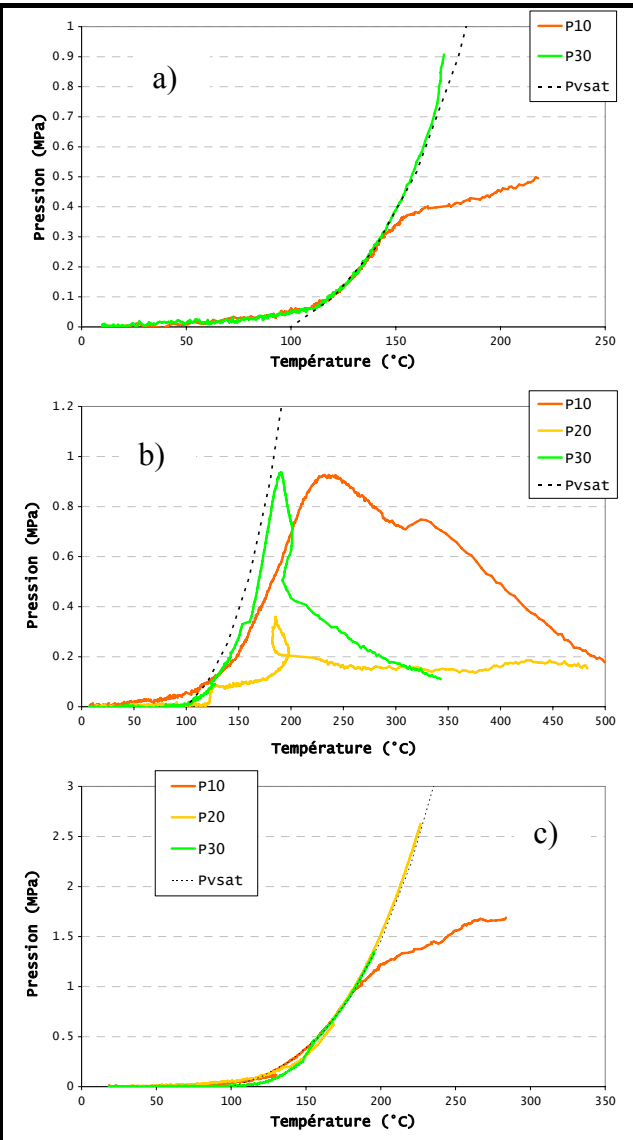 a)
P10
P30
Pvsat
Pression (MPa)
1
0.9
0.8
0.7
0.6
0.5
0.4
0.3
0.2
0.1
0
0 50 100 150 200 250
Température (°C)
b)
P10
P20
P30
Pvsat
Pression (MPa)
1.2
1
0.8
0.6
0.4
0.2
0
0 50 100 150 200 250 300 350 400 450 500
Température (°C)
c)
P10
P20
P30
Pvsat
Pression (MPa)
3
2.5
2
1.5
1
0.5
0
0 50 100 150 200 250 300 350
Température (°C)